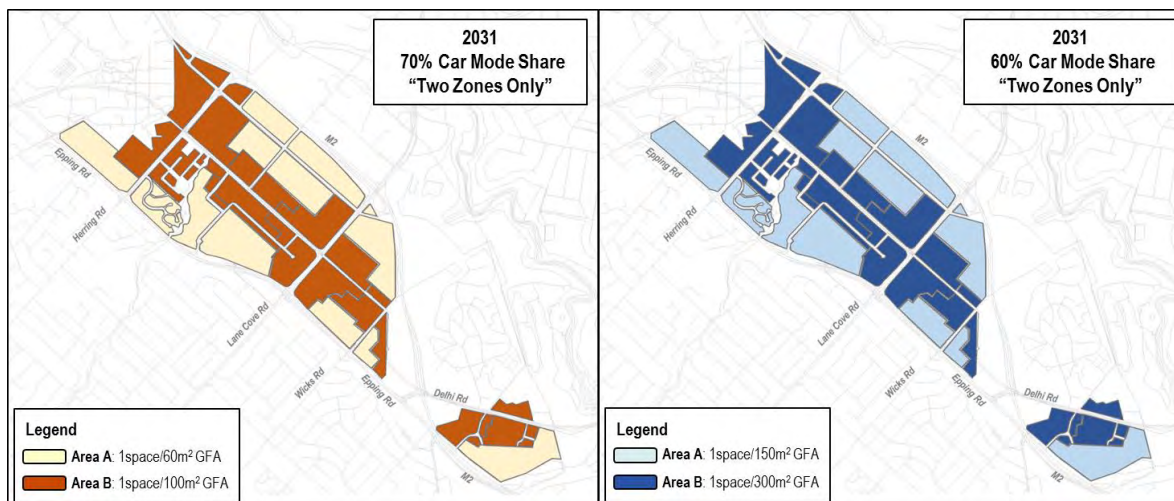 2031
70% Car Mode Share
“Two Zones Only”
M2
Epping Rd
Herring Rd
Lane Cove Rd
Wicks Rd
Epping Rd
Delhi Rd
M2
Legend
Area A: 1space/60m² GFA
Area B: 1space/100m² GFA
2031
60% Car Mode Share
“Two Zones Only”
M2
Epping Rd
Herring Rd
Lane Cove Rd
Wicks Rd
Epping Rd
Delhi Rd
M2
Legend
Area A: 1space/150m² GFA
Area B: 1space/300m² GFA